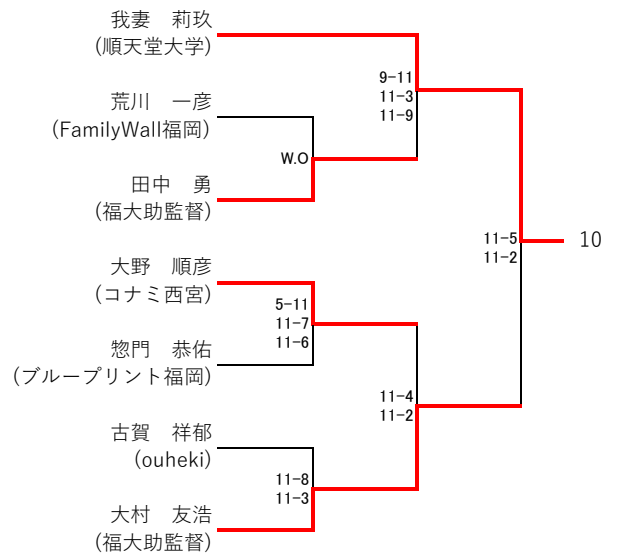 我妻　莉玖
(順天堂大学)
9-11
11-3
11-9
荒川　一彦
(FamilyWall福岡)
W.O
田中　勇
(福大助監督)
11-5
11-2
10
大野　順彦
(コナミ西宮)
5-11
11-7
11-6
惣門　恭佑
(ブループリント福岡)
11-4
11-2
古賀　祥郁
(ouheki)
11-8
11-3
大村　友浩
(福大助監督)